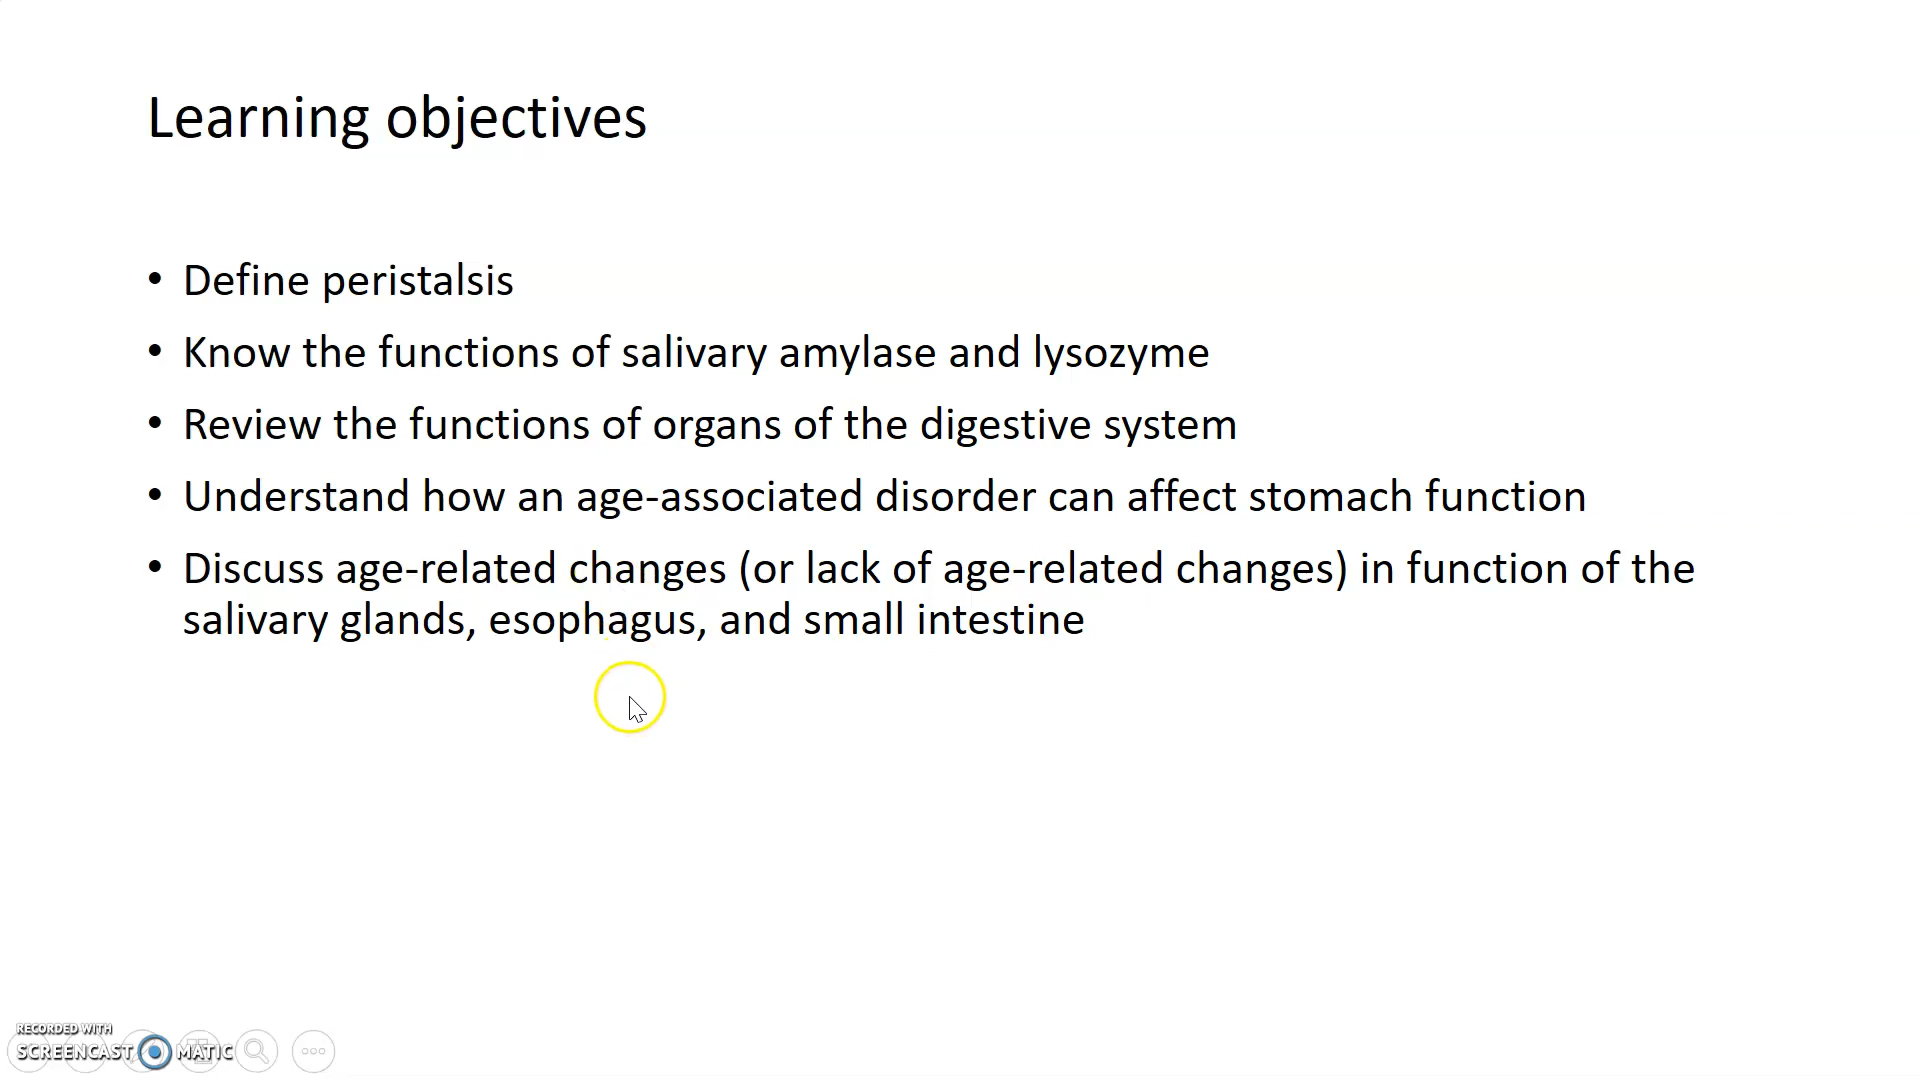 Learning objectives
• Define peristalsis
• Know the functions of salivary amylase and lysozyme
• Review the functions of organs of the digestive system
• Understand how an age-associated disorder can affect stomach function
• Discuss age-related changes (or lack of age-related changes) in function of the
salivary glands, esophagus, and small intestine
RECORDED WITH
SCREENCAST MATIC